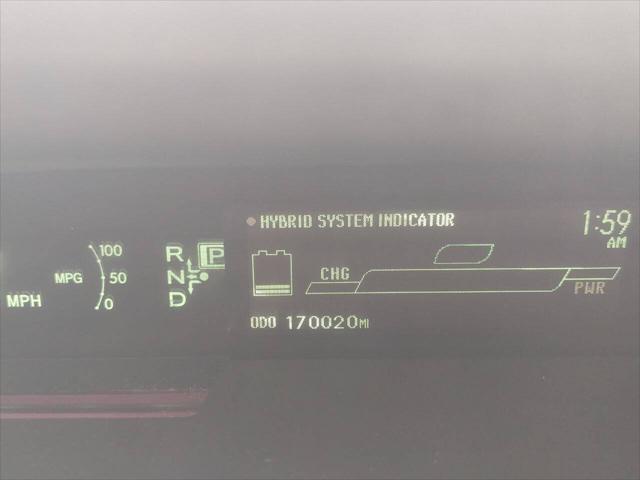 HYBRID SYSTEM INDICATOR
1:59
AM
100
MPG 50
0
MPH
R P
N
D
CHG
PWR
ODO 170020MI